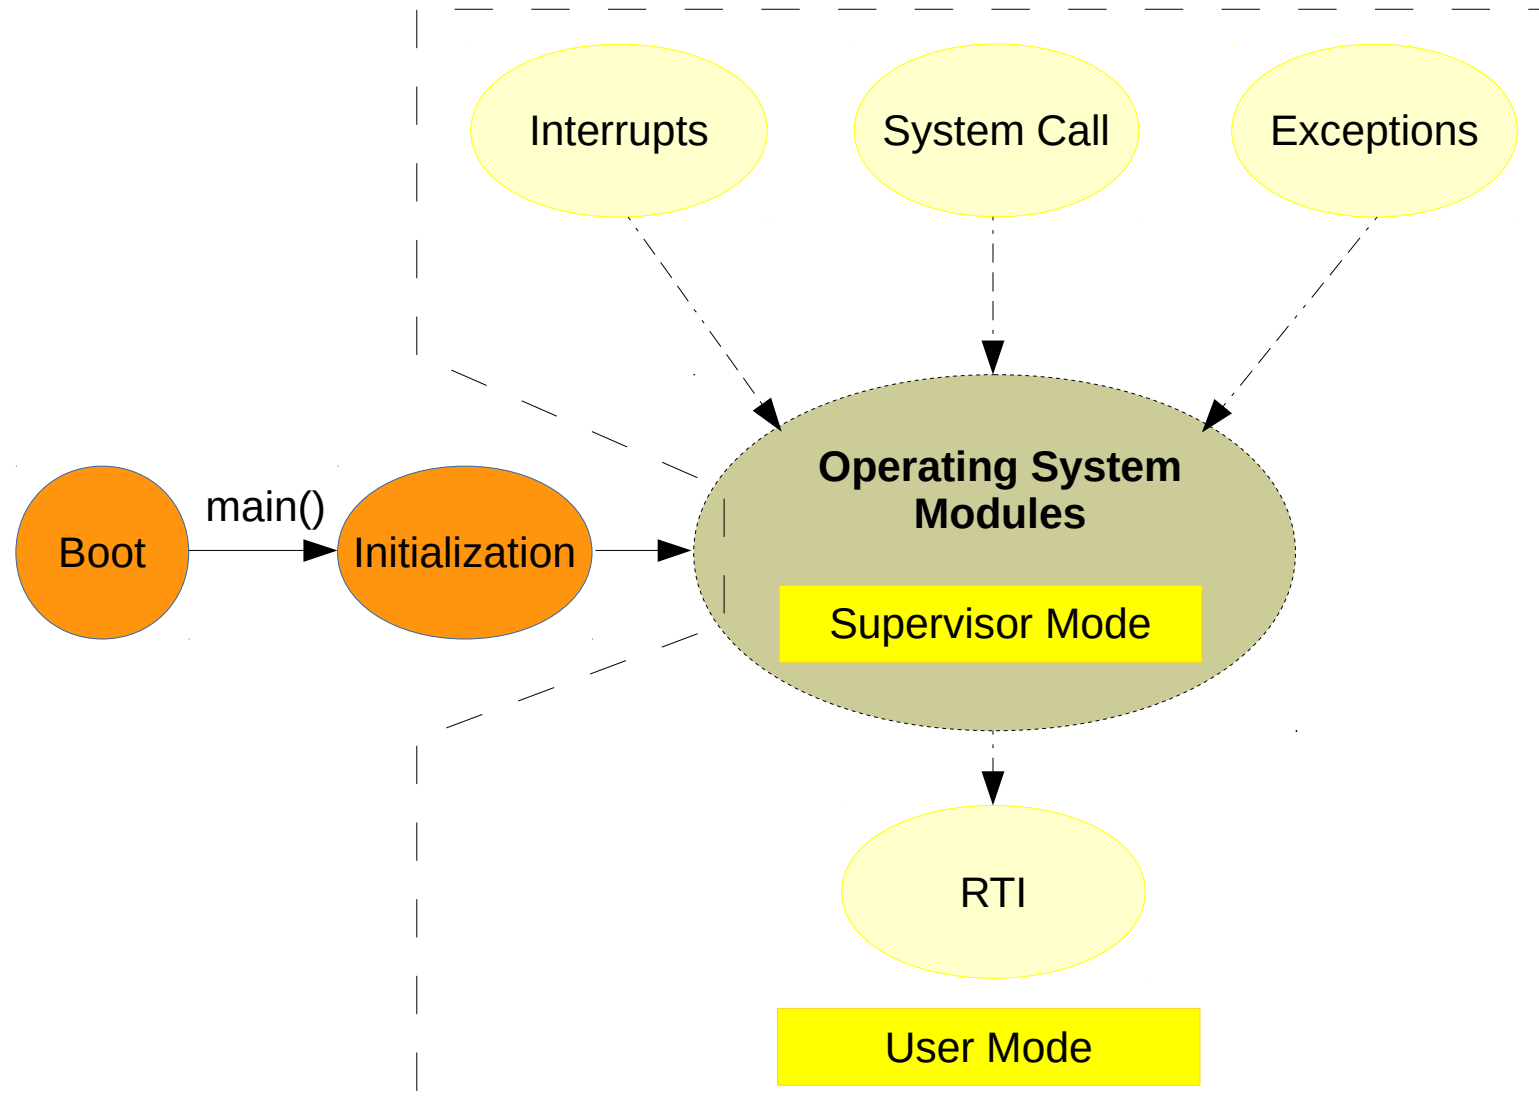 Interrupts
System Call
Exceptions
Operating System
Modules
main()
Boot
Initialization
Supervisor Mode
RTI
User Mode